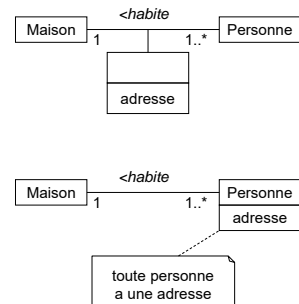 <habite
Maison
Personne
1
1..*
adresse
<habite
Maison
Personne
1
1..*
adresse
toute personne
a une adresse